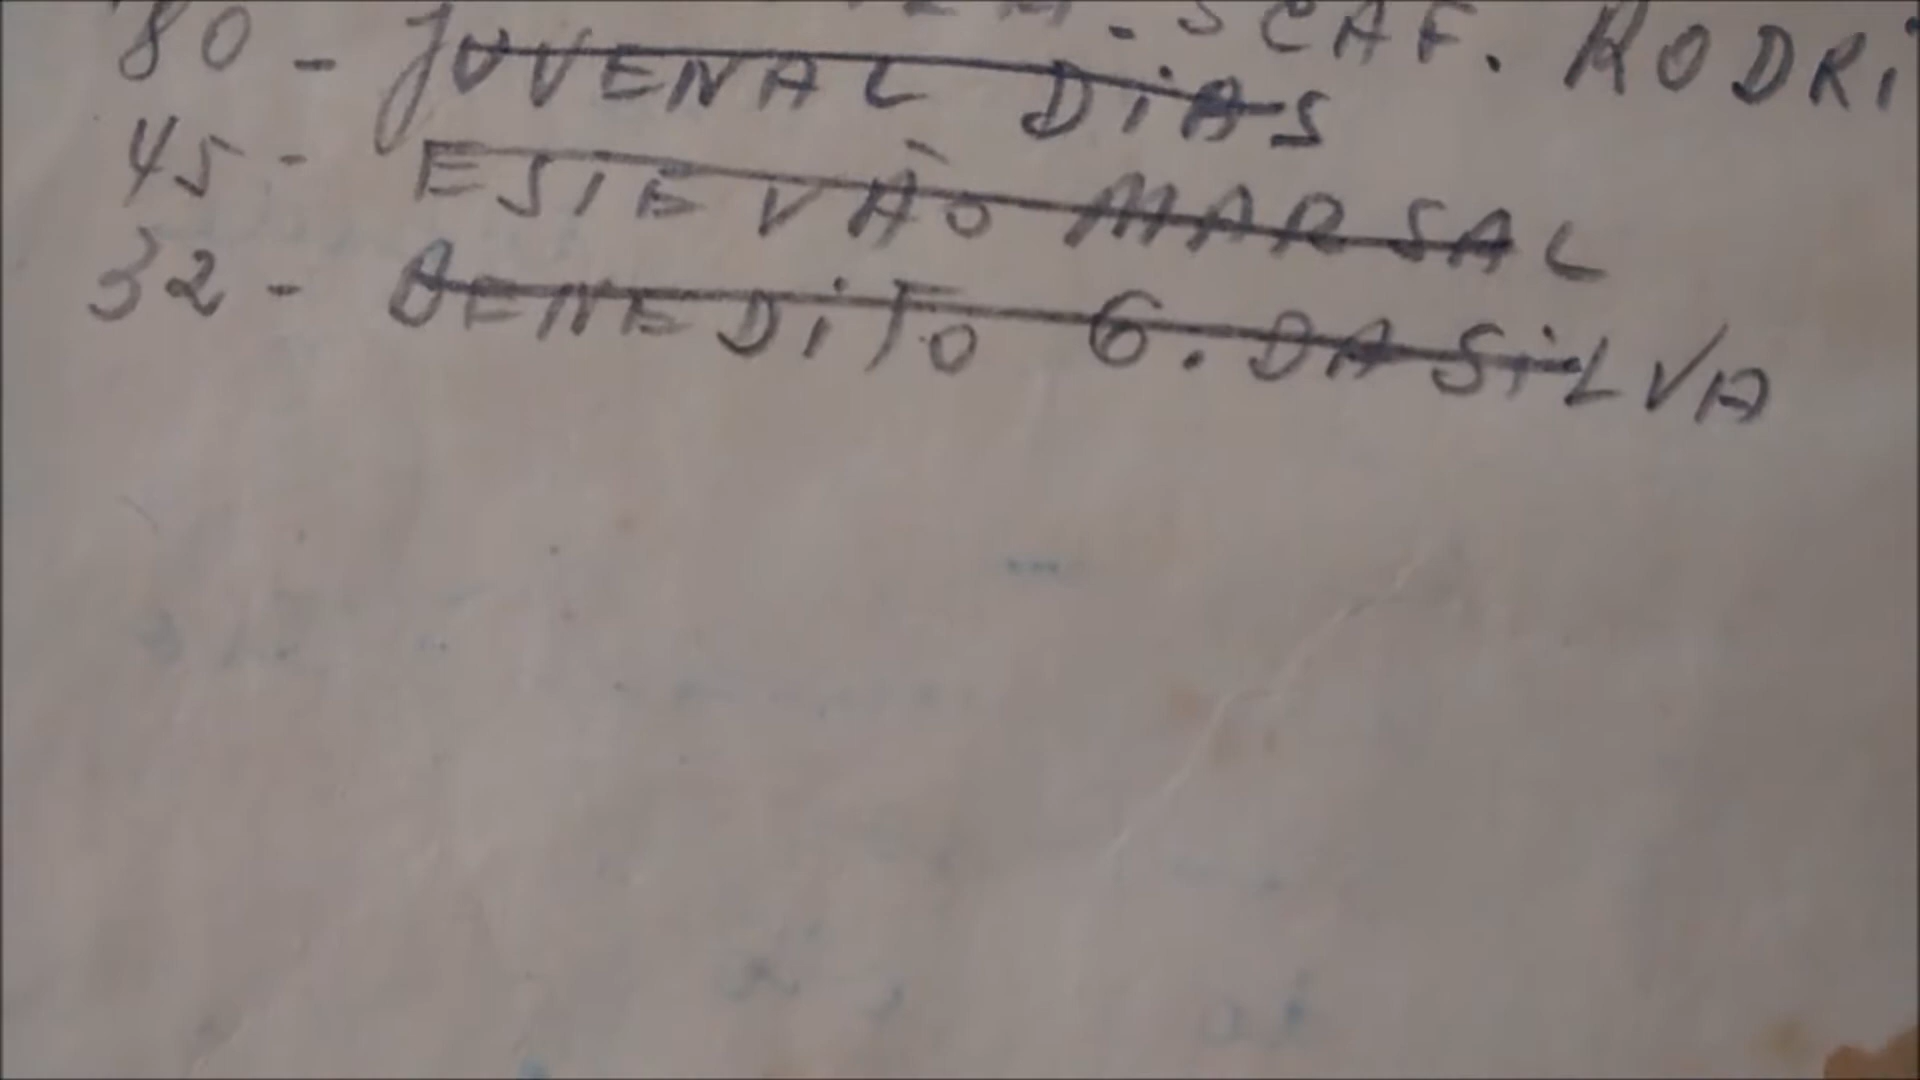 SCAF. RODRI
80 - JUVENAL DIAS
45 - ESTEVÃO MARSAL
32 - BENEDITO G. DA SILVA